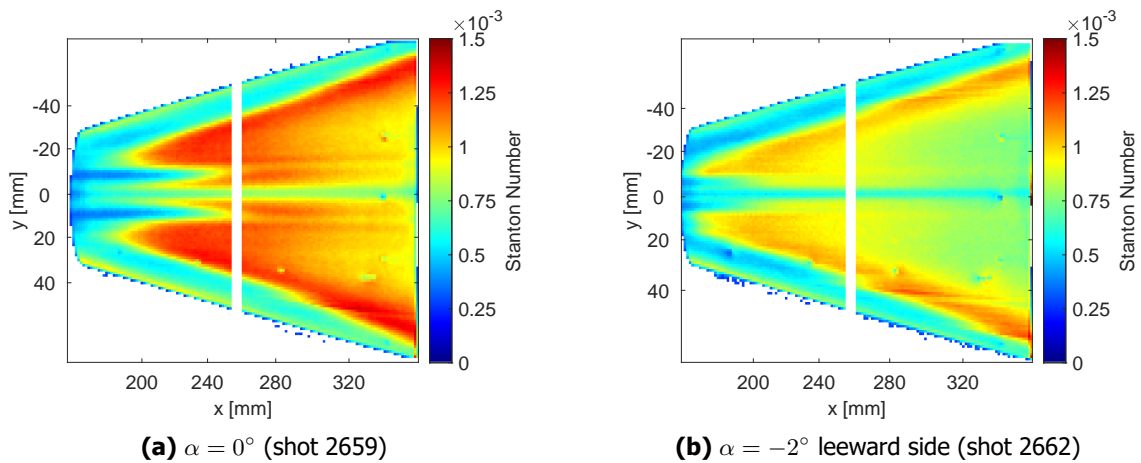 ×10⁻³
1.5
1.25
1
0.75
0.5
0.25
0
Stanton Number
-40
-20
0
20
40
y [mm]
200 240 280 320
x [mm]
(a) α = 0° (shot 2659)
×10⁻³
1.5
1.25
1
0.75
0.5
0.25
0
Stanton Number
-40
-20
0
20
40
y [mm]
200 240 280 320
x [mm]
(b) α = −2° leeward side (shot 2662)